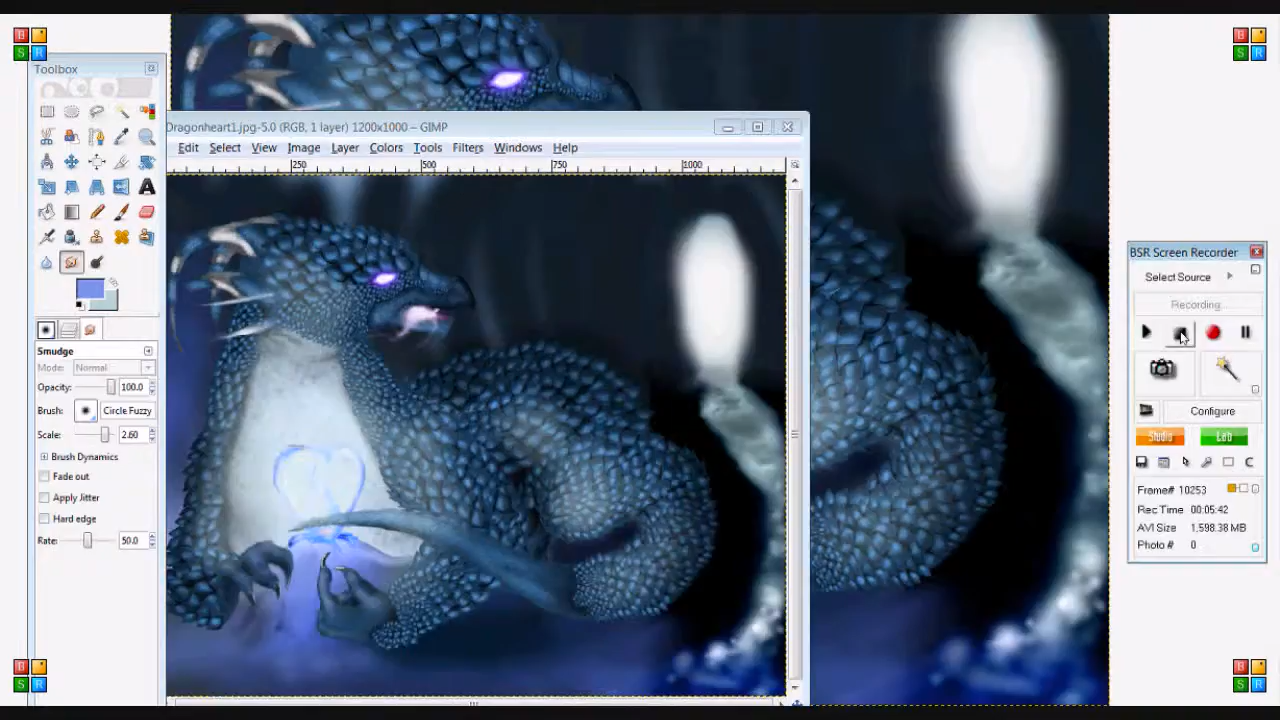 B
S R
B
S R
Toolbox
Dragonheart1.jpg-5.0 (RGB, 1 layer) 1200x1000 – GIMP
Edit Select View Image Layer Colors Tools Filters Windows Help
250 500 750 1000
A
Smudge
Mode: Normal
Opacity: 100.0
Brush: Circle Fuzzy
Scale: 2.60
Brush Dynamics
Fade out
Apply Jitter
Hard edge
Rate: 50.0
BSR Screen Recorder
Select Source
Recording
Configure
Studio Lab
Frame# 10253
Rec Time 00:05:42
AVI Size 1.598.38 MB
Photo # 0
B
S R
B
S R